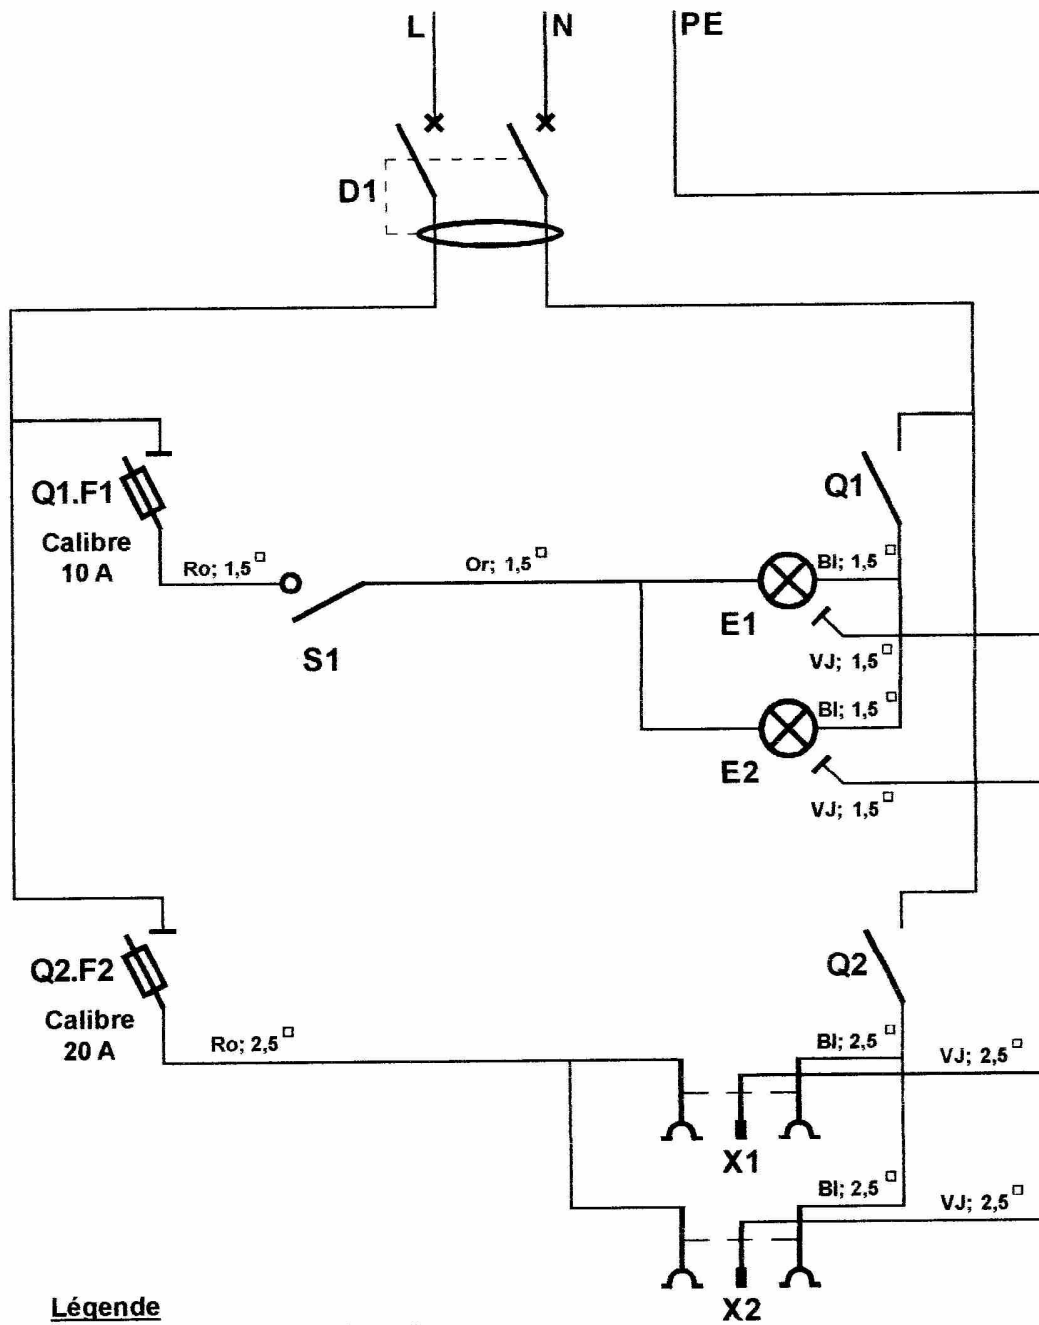 L N PE
D1
Q1.F1
Calibre
10 A
Q1
Ro; 1,5□
Or; 1,5□
Bl; 1,5□
E1
S1
VJ; 1,5□
Bl; 1,5□
E2
VJ; 1,5□
Q2.F2
Calibre
20 A
Q2
Ro; 2,5□
Bl; 2,5□
VJ; 2,5□
X1
Bl; 2,5□
VJ; 2,5□
X2
Légende